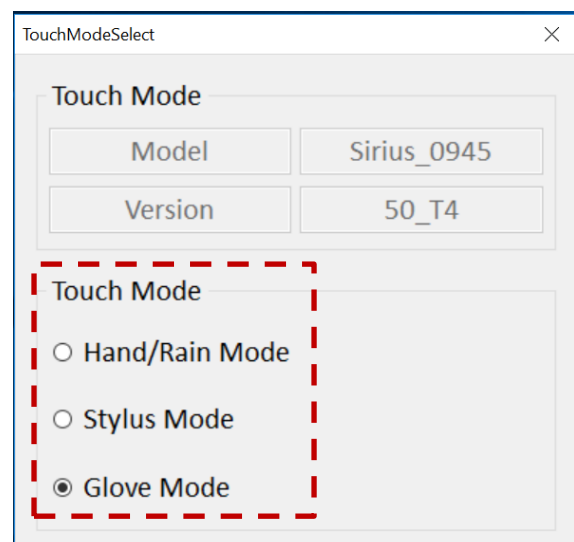 TouchModeSelect
Touch Mode
Model Sirius_0945
Version 50_T4
Touch Mode
Hand/Rain Mode
Stylus Mode
Glove Mode